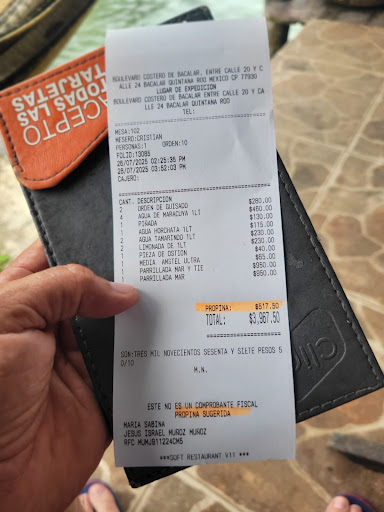 BOULEVARD COSTERO DE BACALAR, ENTRE CALLE 20 Y C
ALLE 24 BACALAR QUINTANA ROO MEXICO CP 77930
LUGAR DE EXPEDICION
BOULEVARD COSTERO DE BACALAR, ENTRE CALLE 20 Y CA
LLE 24 BACALAR QUINTANA ROO
TEL:
ACEPTO
TODAS LAS
TARJETAS
MESA:102
MESERO:CRISTIAN
PERSONAS:1 ORDEN:10
FOLIO:13085
26/07/2025 02:25:35 PM
26/07/2025 03:52:03 PM
CAJERO:
CANT. DESCRIPCION
2 ORDEN DE GUISADO $280.00
4 AGUA DE MARACUYA 1LT $460.00
1 PIÑADA $130.00
1 AGUA HORCHATA 1LT $115.00
2 AGUA TAMARINDO 1LT $230.00
2 LIMONADA DE 1LT $230.00
1 PIEZA DE OSTION $40.00
1 MEDIA AMSTEL ULTRA $65.00
1 PARRILLADA MAR Y TIE $950.00
1 PARRILLADA MAR $950.00
PROPINA: $517.50
TOTAL: $3,967.50
SON:TRES MIL NOVECIENTOS SESENTA Y SIETE PESOS 5
0/10
M.N.
ESTE NO ES UN COMPROBANTE FISCAL
PROPINA SUGERIDA
MARIA SABINA
JESUS ISRAEL MUÑOZ MUÑOZ
RFC MUMJ911224CM5
***SOFT RESTAURANT V11 ***
Clip